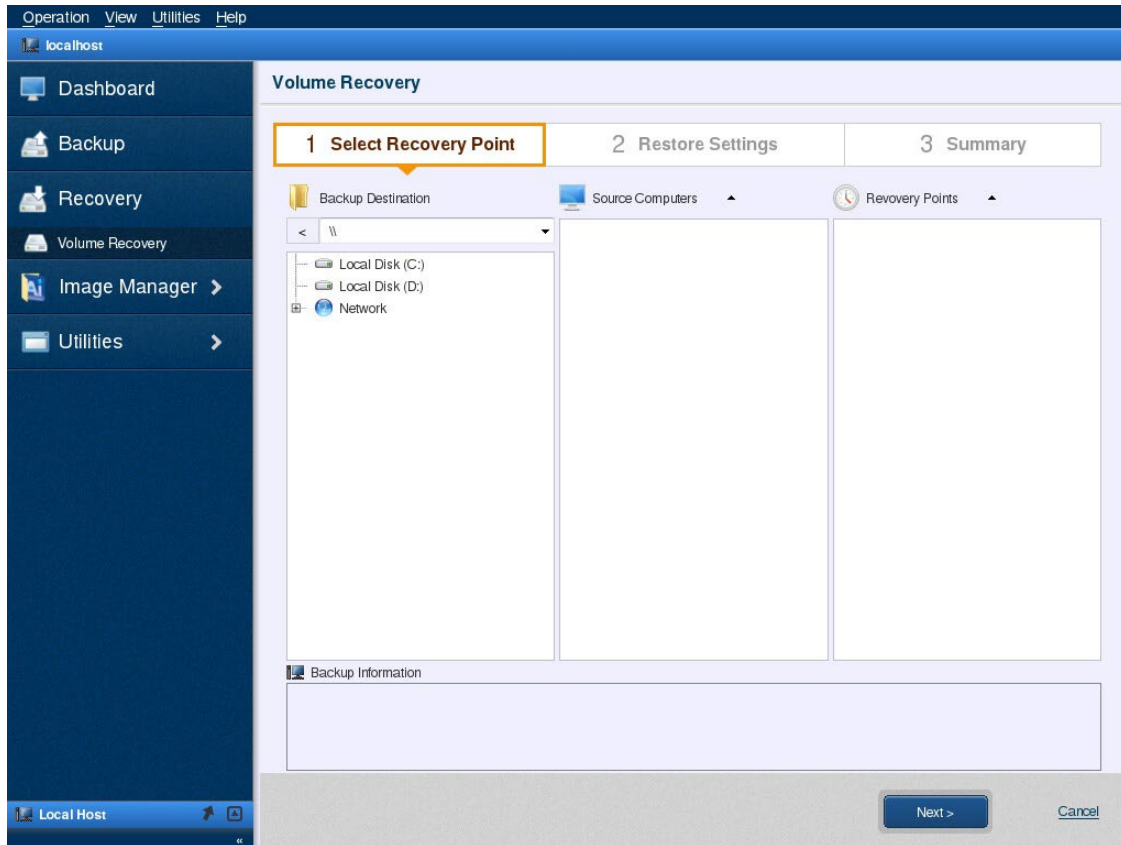 Operation View Utilities Help
localhost
Dashboard
Backup
Recovery
Volume Recovery
Image Manager
Utilities
Local Host
«
Volume Recovery
1 Select Recovery Point
2 Restore Settings
3 Summary
Backup Destination
Source Computers
Revovery Points
< \\
Local Disk (C:)
Local Disk (D:)
Network
Backup Information
Next >
Cancel